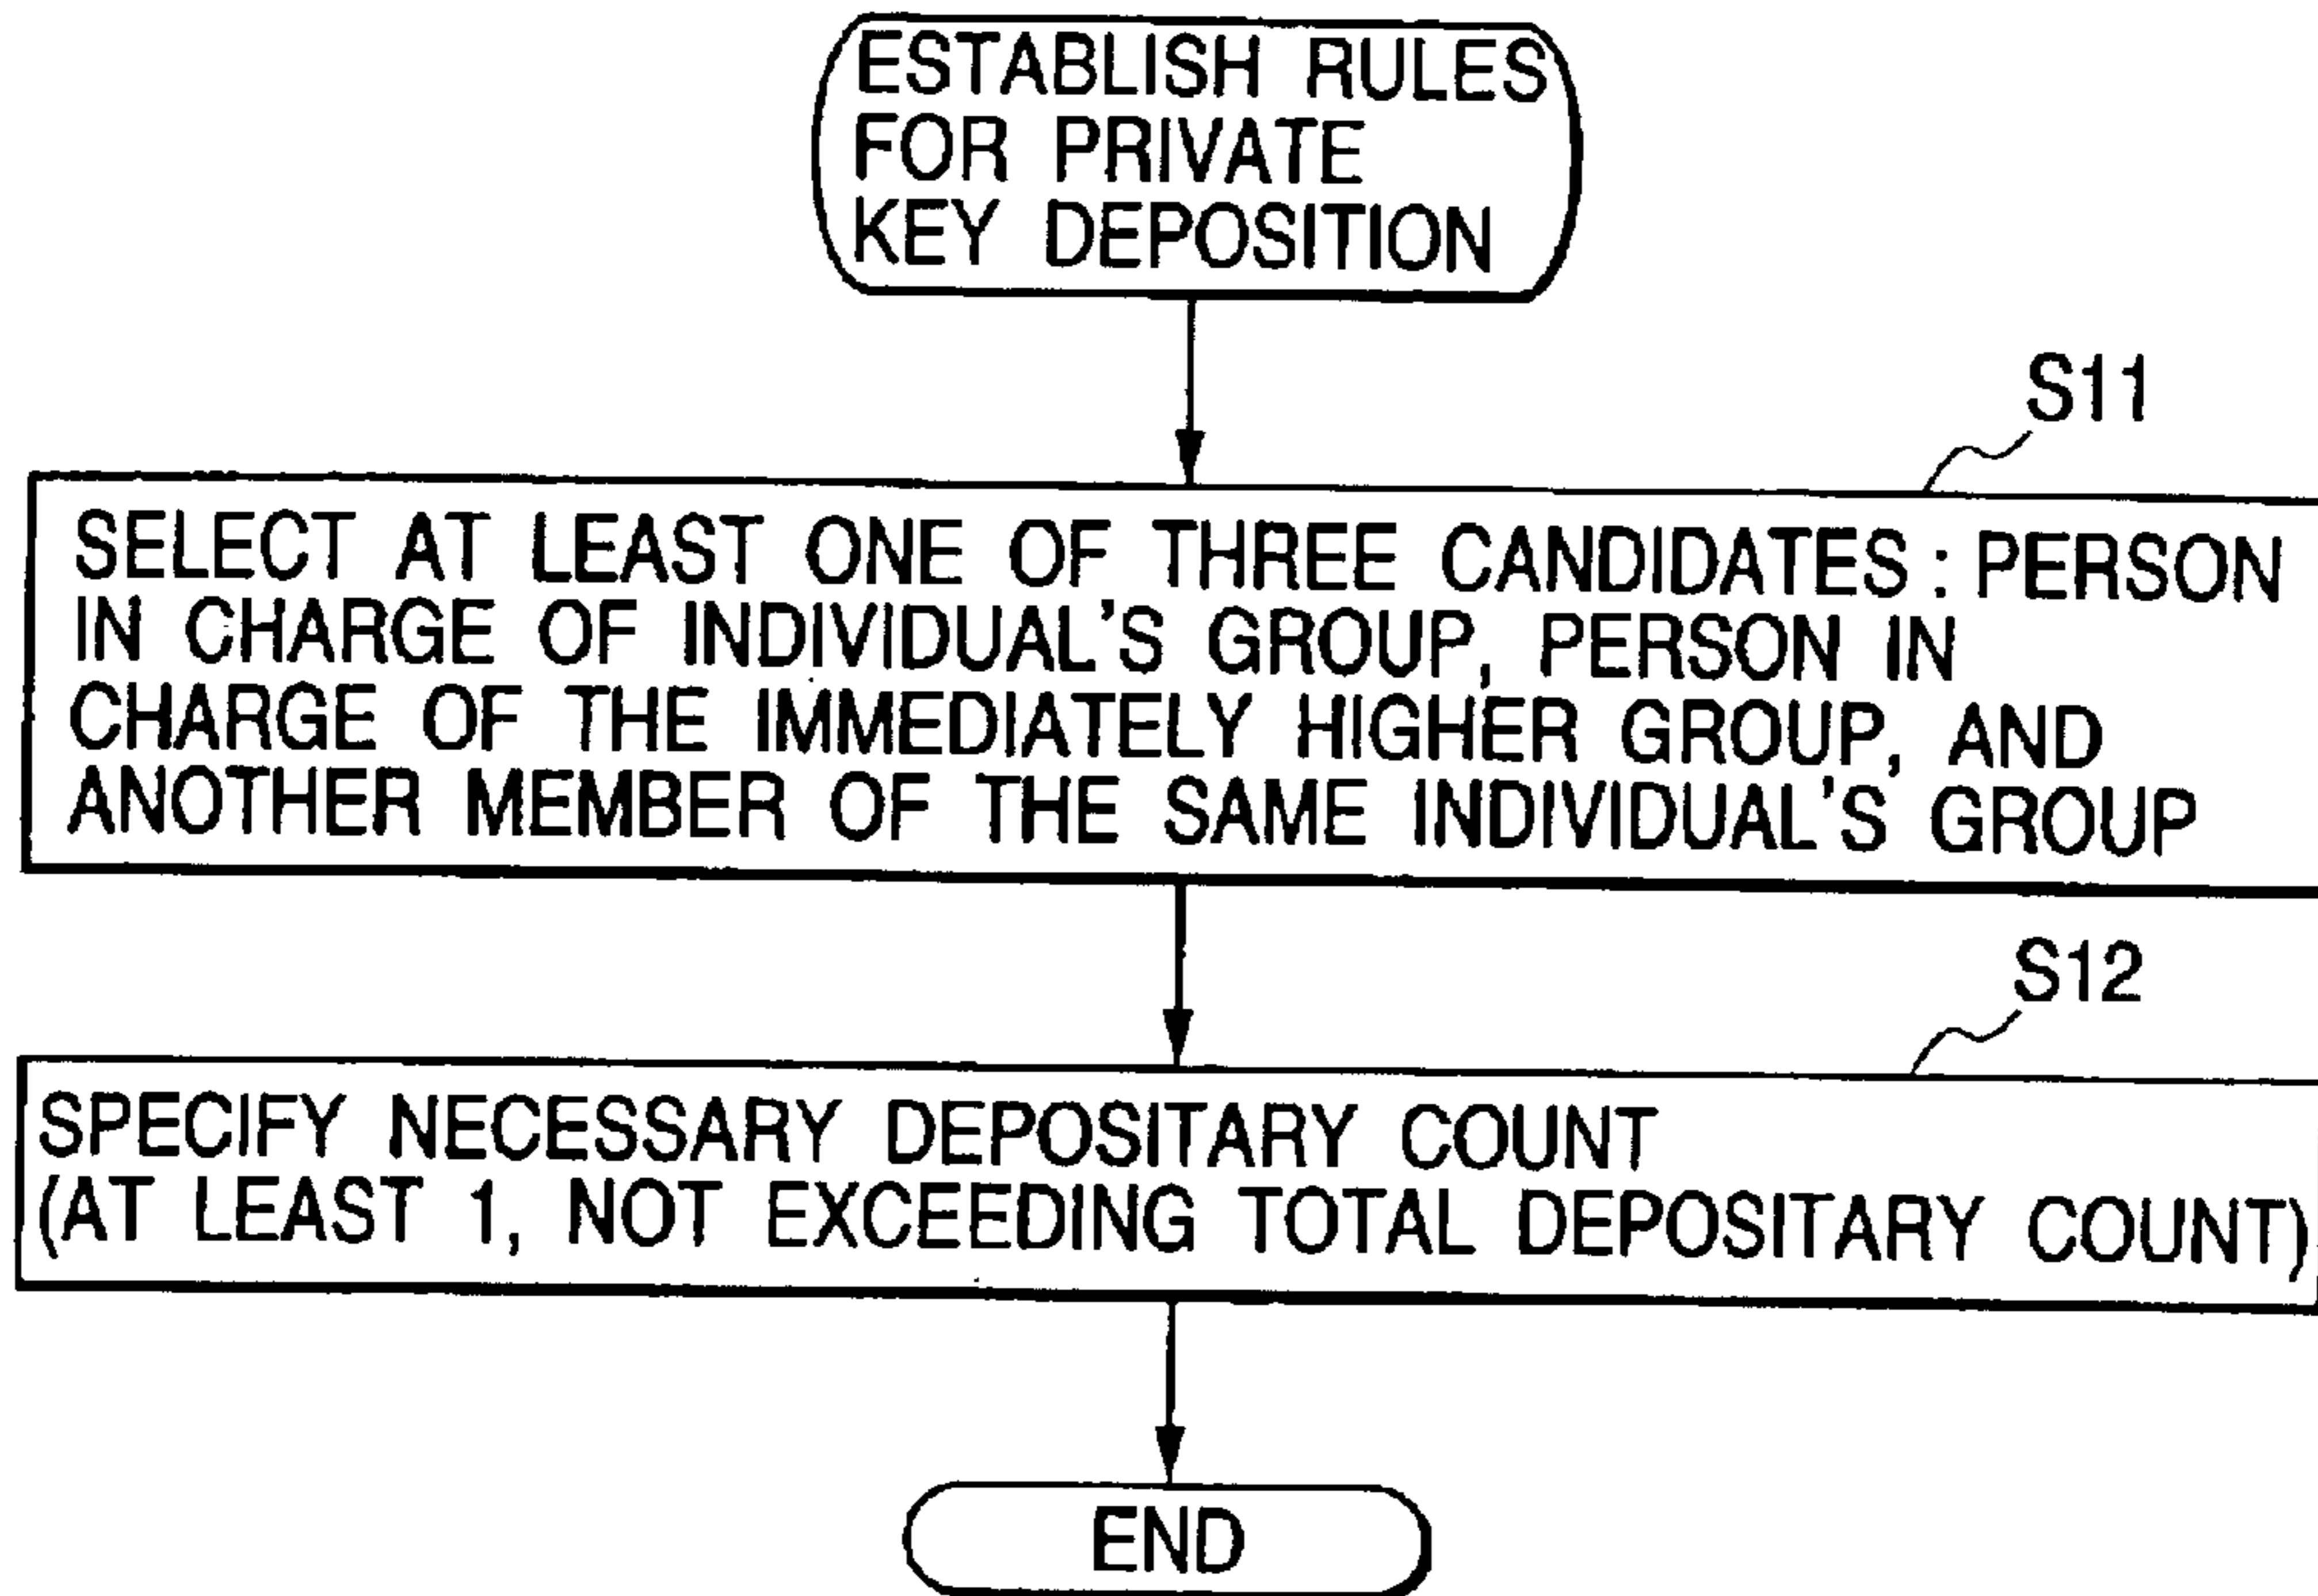 ESTABLISH RULES
FOR PRIVATE
KEY DEPOSITION
S11
SELECT AT LEAST ONE OF THREE CANDIDATES : PERSON
IN CHARGE OF INDIVIDUAL'S GROUP, PERSON IN
CHARGE OF THE IMMEDIATELY HIGHER GROUP, AND
ANOTHER MEMBER OF THE SAME INDIVIDUAL'S GROUP
S12
SPECIFY NECESSARY DEPOSITARY COUNT
(AT LEAST 1, NOT EXCEEDING TOTAL DEPOSITARY COUNT)
END